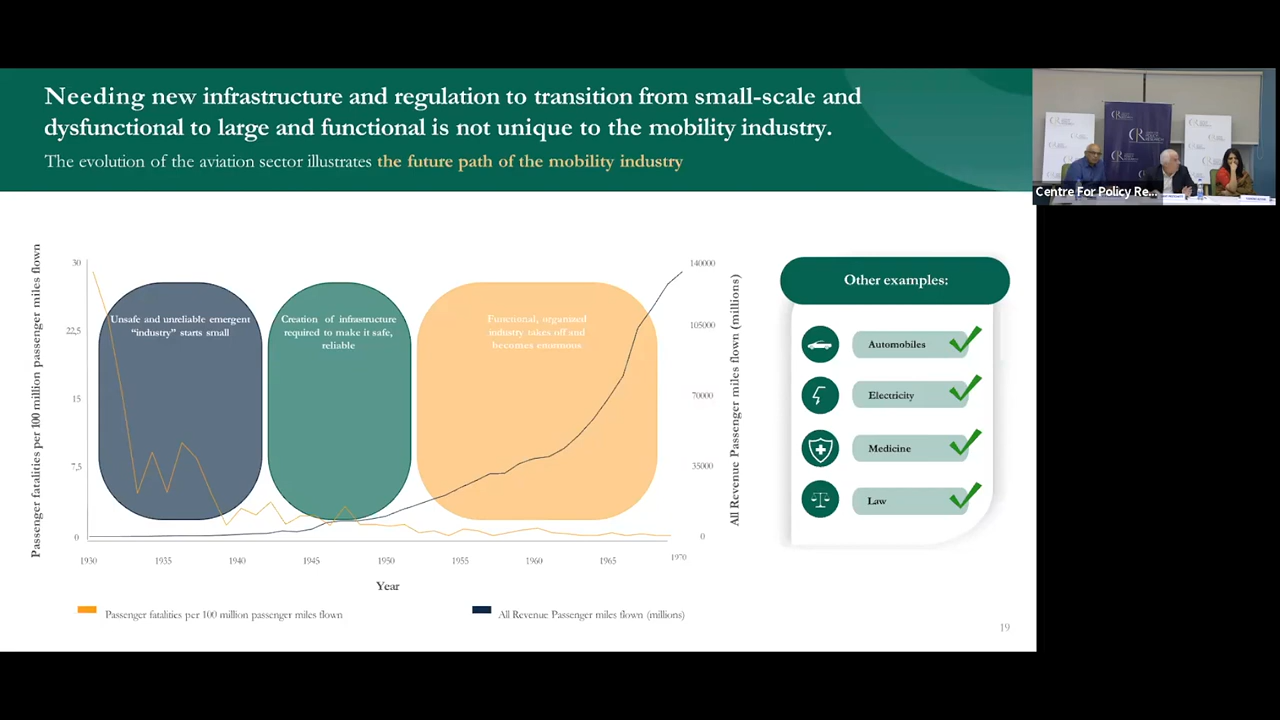 Needing new infrastructure and regulation to transition from small-scale and
dysfunctional to large and functional is not unique to the mobility industry.
The evolution of the aviation sector illustrates the future path of the mobility industry
Centre For Policy Re...
Passenger fatalities per 100 million passenger miles flown
30
22,5
15
7,5
0
Unsafe and unreliable emergent
“industry” starts small
Creation of infrastructure
required to make it safe,
reliable
Functional, organized
industry takes off and
becomes enormous
140000
105000
70000
35000
0
All Revenue Passenger miles flown (millions)
1930
1935
1940
1945
1950
1955
1960
1965
1970
Year
Passenger fatalities per 100 million passenger miles flown
All Revenue Passenger miles flown (millions)
Other examples:
Automobiles
Electricity
Medicine
Law
19